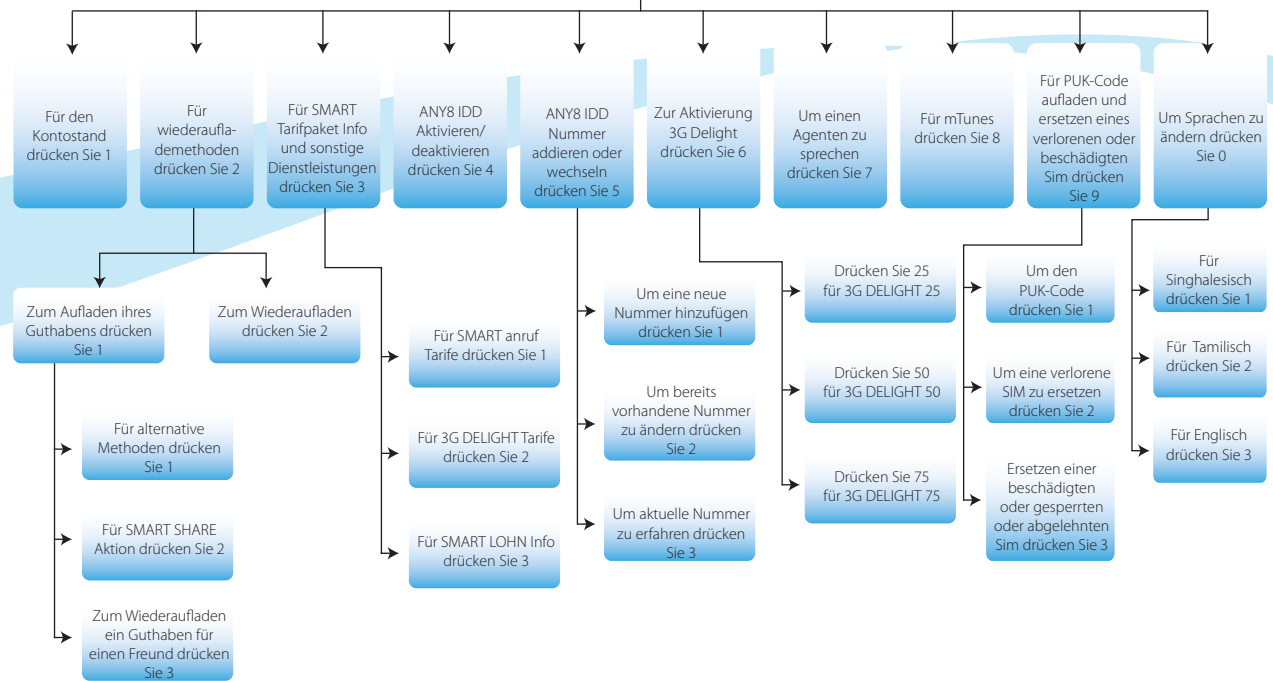 Für den
Kontostand
drücken Sie 1
Für
wiederaufla-
demethoden
drücken Sie 2
Für SMART
Tarifpaket Info
und sonstige
Dienstleistungen
drücken Sie 3
ANY8 IDD
Aktivieren/
deaktivieren
drücken Sie 4
ANY8 IDD
Nummer
addieren oder
wechseln
drücken Sie 5
Zur Aktivierung
3G Delight
drücken Sie 6
Um einen
Agenten zu
sprechen
drücken Sie 7
Für mTunes
drücken Sie 8
Für PUK-Code
aufladen und
ersetzen eines
verlorenen oder
beschädigten
Sim drücken
Sie 9
Um Sprachen zu
ändern drücken
Sie 0
Zum Aufladen ihres
Guthabens drücken
Sie 1
Zum Wiederaufladen
drücken Sie 2
Für alternative
Methoden drücken
Sie 1
Für SMART SHARE
Aktion drücken Sie 2
Zum Wiederaufladen
ein Guthaben für
einen Freund drücken
Sie 3
Für SMART anruf
Tarife drücken Sie 1
Für 3G DELIGHT Tarife
drücken Sie 2
Für SMART LOHN Info
drücken Sie 3
Um eine neue
Nummer hinzufügen
drücken Sie 1
Um bereits
vorhandene Nummer
zu ändern drücken
Sie 2
Um aktuelle Nummer
zu erfahren drücken
Sie 3
Drücken Sie 25
für 3G DELIGHT 25
Drücken Sie 50
für 3G DELIGHT 50
Drücken Sie 75
für 3G DELIGHT 75
Um den
PUK-Code
drücken Sie 1
Um eine verlorene
SIM zu ersetzen
drücken Sie 2
Ersetzen einer
beschädigten
oder gesperrten
oder abgelehnten
Sim drücken Sie 3
Für
Singhalesisch
drücken Sie 1
Für Tamilisch
drücken Sie 2
Für Englisch
drücken Sie 3